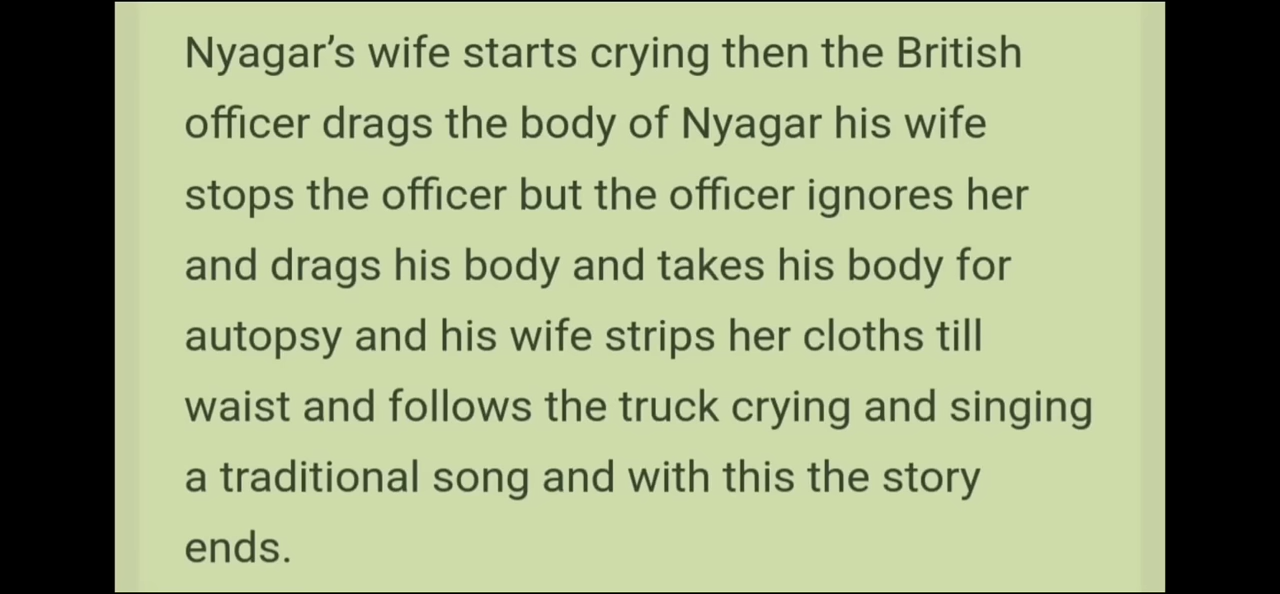 Nyagar’s wife starts crying then the British
officer drags the body of Nyagar his wife
stops the officer but the officer ignores her
and drags his body and takes his body for
autopsy and his wife strips her cloths till
waist and follows the truck crying and singing
a traditional song and with this the story
ends.